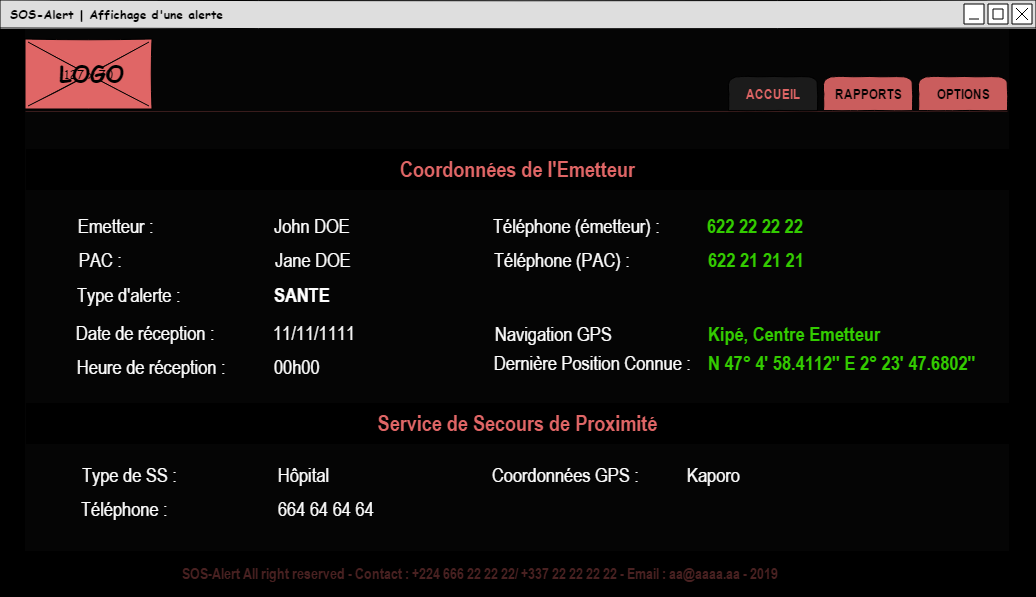 SOS-Alert | Affichage d'une alerte
LOGO
ACCUEIL RAPPORTS OPTIONS
Coordonnées de l'Emetteur
Emetteur : John DOE Téléphone (émetteur) : 622 22 22 22
PAC : Jane DOE Téléphone (PAC) : 622 21 21 21
Type d'alerte : SANTE
Date de réception : 11/11/1111 Navigation GPS Kipé, Centre Emetteur
Heure de réception : 00h00 Dernière Position Connue : N 47° 4' 58.4112" E 2° 23' 47.6802"
Service de Secours de Proximité
Type de SS : Hôpital Coordonnées GPS : Kaporo
Téléphone : 664 64 64 64
SOS-Alert All right reserved - Contact : +224 666 22 22 22/ +337 22 22 22 22 - Email : aa@aaaa.aa - 2019